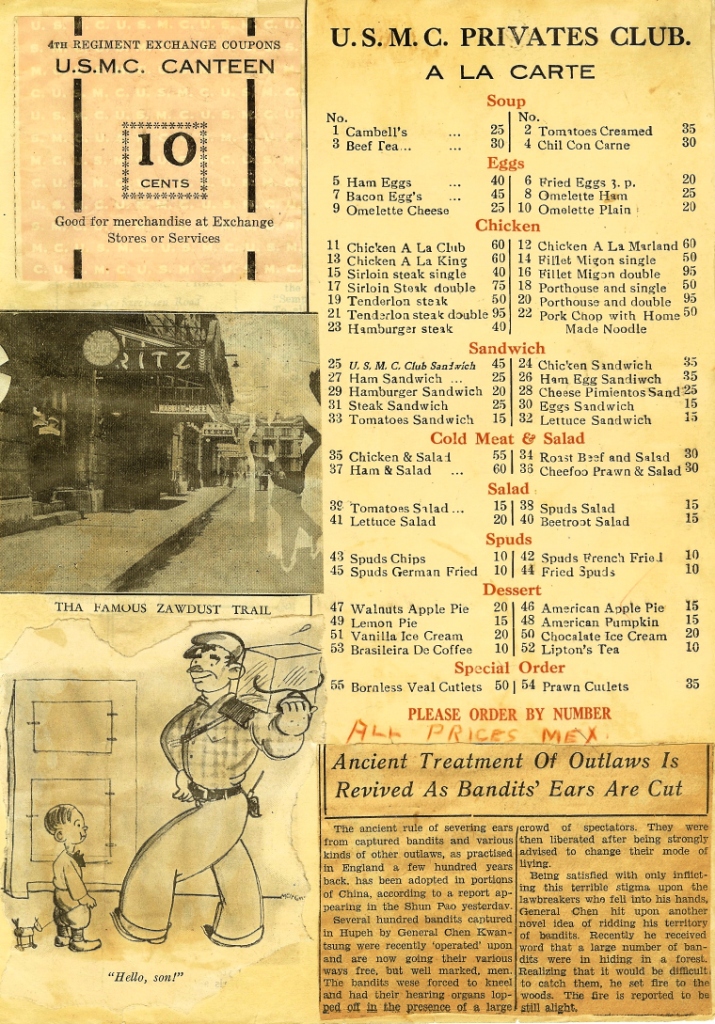 4TH REGIMENT EXCHANGE COUPONS
U.S.M.C. CANTEEN
10
CENTS
Good for merchandise at Exchange
Stores or Services
RITZ
THA FAMOUS ZAWDUST TRAIL
"Hello, son!"
U. S. M. C. PRIVATES CLUB.
A LA CARTE
Soup
No. No.
1 Cambell's ... 25 2 Tomatoes Creamed 35
3 Beef Tea... ... 30 4 Chil Con Carne 30
Eggs
5 Ham Eggs ... 40 6 Fried Eggs 3. p. 20
7 Bacon Egg's ... 45 8 Omelette Ham 25
9 Omelette Cheese 25 10 Omelette Plain 20
Chicken
11 Chicken A La Club 60 12 Chicken A La Marland 60
13 Chicken A La King 60 14 Fillet Migon single 50
15 Sirloin steak single 40 16 Fillet Migon double 95
17 Sirloin Steak double 75 18 Porthouse and single 50
19 Tenderlon steak 50 20 Porthouse and double 95
21 Tenderlon steak double 95 22 Pork Chop with Home 50
23 Hamburger steak 40 Made Noodle
Sandwich
25 U. S. M. C. Club Sandwich 45 24 Chicken Sandwich 35
27 Ham Sandwich ... 25 26 Ham Egg Sandiwch 35
29 Hamburger Sandwich 20 28 Cheese Pimientos Sand 25
31 Steak Sandwich 25 30 Eggs Sandwich 15
33 Tomatoes Sandwich 15 32 Lettuce Sandwich 15
Cold Meat & Salad
35 Chicken & Salad 55 34 Roast Beef and Salad 30
37 Ham & Salad ... 60 36 Cheefoo Prawn & Salad 30
Salad
39 Tomatoes Salad ... 15 38 Spuds Salad 15
41 Lettuce Salad 20 40 Beetroot Salad 15
Spuds
43 Spuds Chips 10 42 Spuds French Fried 10
45 Spuds German Fried 10 44 Fried Spuds 10
Dessert
47 Walnuts Apple Pie 20 46 American Apple Pie 15
49 Lemon Pie 15 48 American Pumpkin 15
51 Vanilla Ice Cream 20 50 Chocalate Ice Cream 20
53 Brasileira De Coffee 10 52 Lipton's Tea 10
Special Order
55 Bornless Veal Cutlets 50 54 Prawn Cutlets 35
PLEASE ORDER BY NUMBER
ALL PRICES MEX.
Ancient Treatment Of Outlaws Is
Revived As Bandits' Ears Are Cut
The ancient rule of severing ears
from captured bandits and various
kinds of other outlaws, as practised
in England a few hundred years
back, has been adopted in portions
of China, according to a report ap-
pearing in the Shun Pao yesterday.
Several hundred bandits captured
in Hupeh by General Chen Kwan-
tsung were recently 'operated' upon
and are now going their various
ways free, but well marked, men.
The bandits wese forced to kneel
and had their hearing organs lop-
ped off in the presence of a large
crowd of spectators. They were
then liberated after being strongly
advised to change their mode of
living.
Being satisfied with only inflict-
ing this terrible stigma upon the
lawbreakers who fell into his hands,
General Chen hit upon another
novel idea of ridding his territory
of bandits. Recently he received
word that a large number of ban-
dits were in hiding in a forest.
Realizing that it would be difficult
to catch them, he set fire to the
woods. The fire is reported to be
still alight.